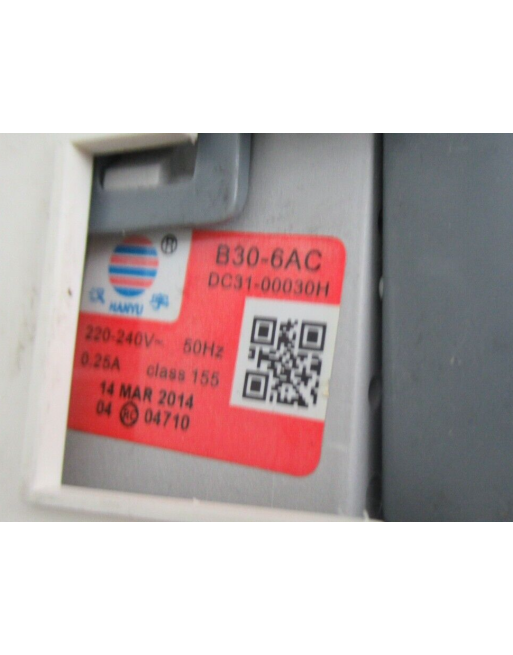 ®
汉 宇
HANYU
B30-6AC
DC31-00030H
220-240V~ 50Hz
0.25A class 155
14 MAR 2014
04 RC 04710